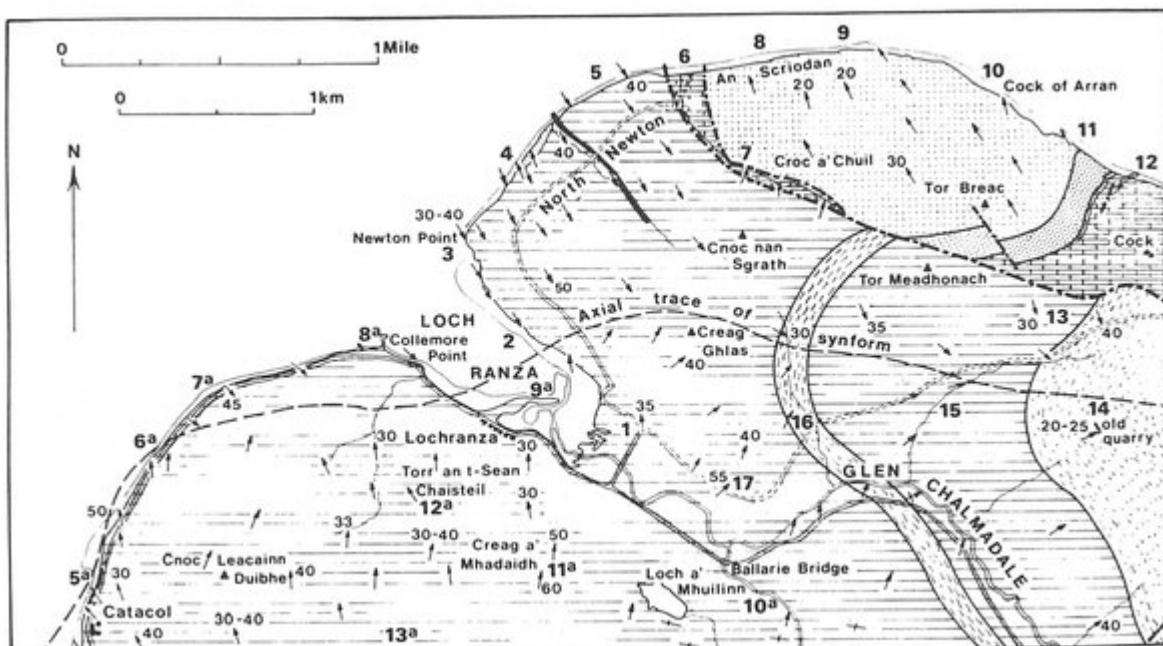 0 1Mile
0 1km
N
5
6
8
9
10
An Scriodan
Cock of Arran
40
20
20
11
12
4
40
North Newton
7
Croc a'Chuil
30
Tor Breac
30-40
Newton Point
3
Cnoc nan
Sgrath
Cock
Tor Meadhonach
50
Axial trace of synform
13
30
35
30
40
LOCH
RANZA
2
Creag
Ghlas
40
8a
Collemore
Point
7a
45
9a
6a
35
1
40
16
15
14
20-25
old
quarry
30
Lochranza
30
Torr an t-Sean
Chaisteil
12a
30
55
17
GLEN
CHALMADALE
50
33
30-40
Creag a'
Mhadaidh
50
11a
60
Cnoc Leacainn
Duibhe
40
5a
30
Loch a'
Mhuilinn
Ballarie Bridge
10a
Catacol
30-40
40
13a
40
40